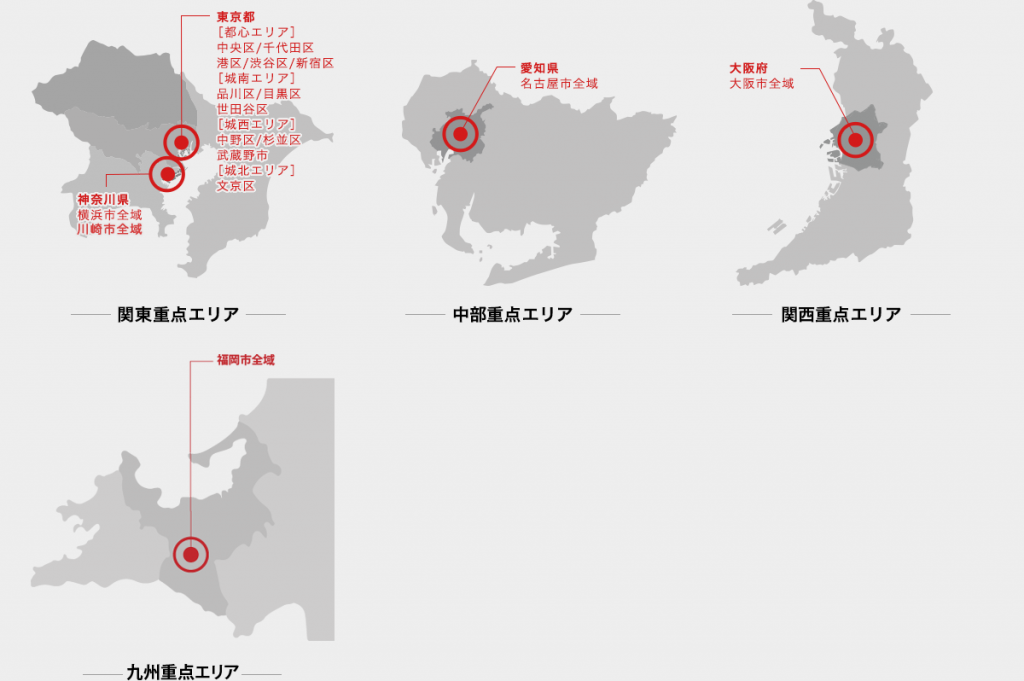 東京都
[都心エリア]
中央区/千代田区
港区/渋谷区/新宿区
[城南エリア]
品川区/目黒区
世田谷区
[城西エリア]
中野区/杉並区
武蔵野市
[城北エリア]
文京区
神奈川県
横浜市全域
川崎市全域
関東重点エリア
愛知県
名古屋市全域
中部重点エリア
大阪府
大阪市全域
関西重点エリア
福岡市全域
九州重点エリア